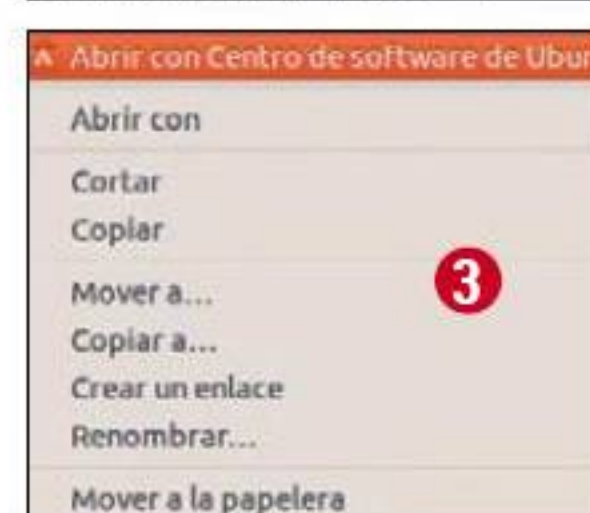 Abrir con Centro de software de
Abrir con
Cortar
Copiar
Mover a...
Copiar a...
3
Crear un enlace
Renombrar...
Mover a la papelera